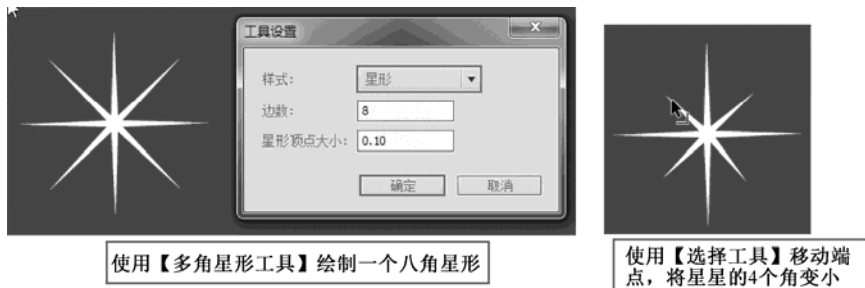 工具设置
样式： 星形
边数： 8
星形顶点大小： 0.10
确定 取消
使用【多角星形工具】绘制一个八角星形
使用【选择工具】移动端
点，将星星的4个角变小